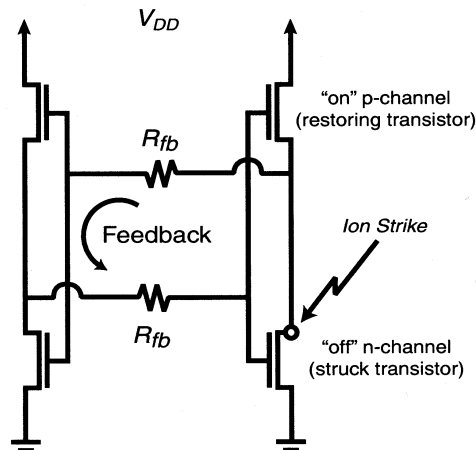 V_DD
"on" p-channel
(restoring transistor)
R_fb
Feedback
Ion Strike
R_fb
"off" n-channel
(struck transistor)